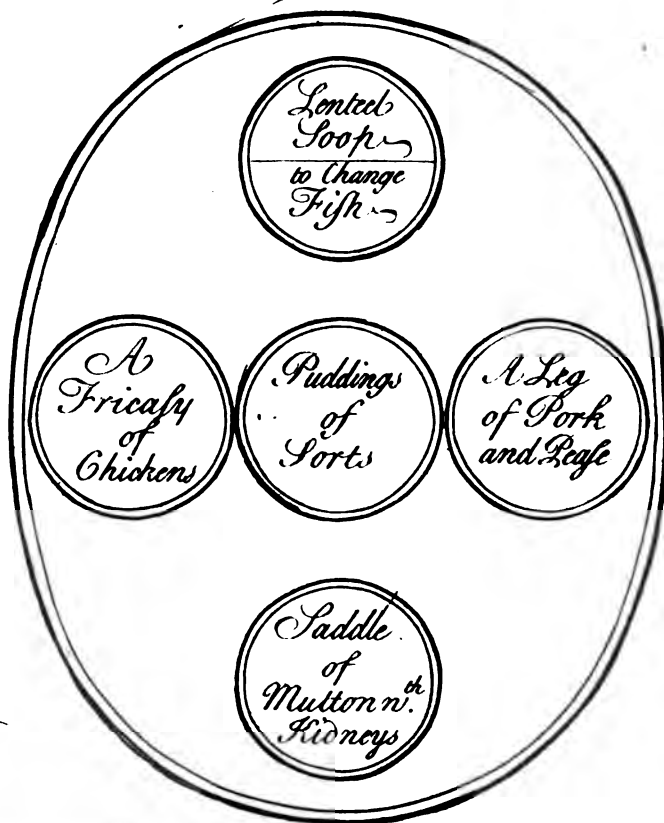 Lenteel
Soop
to Change
Fiſh
A
Fricaſy
of
Chickens
Puddings
of
Sorts
A Leg
of Pork
and Peaſe
Saddle
of
Mutton w.th
Kidneys